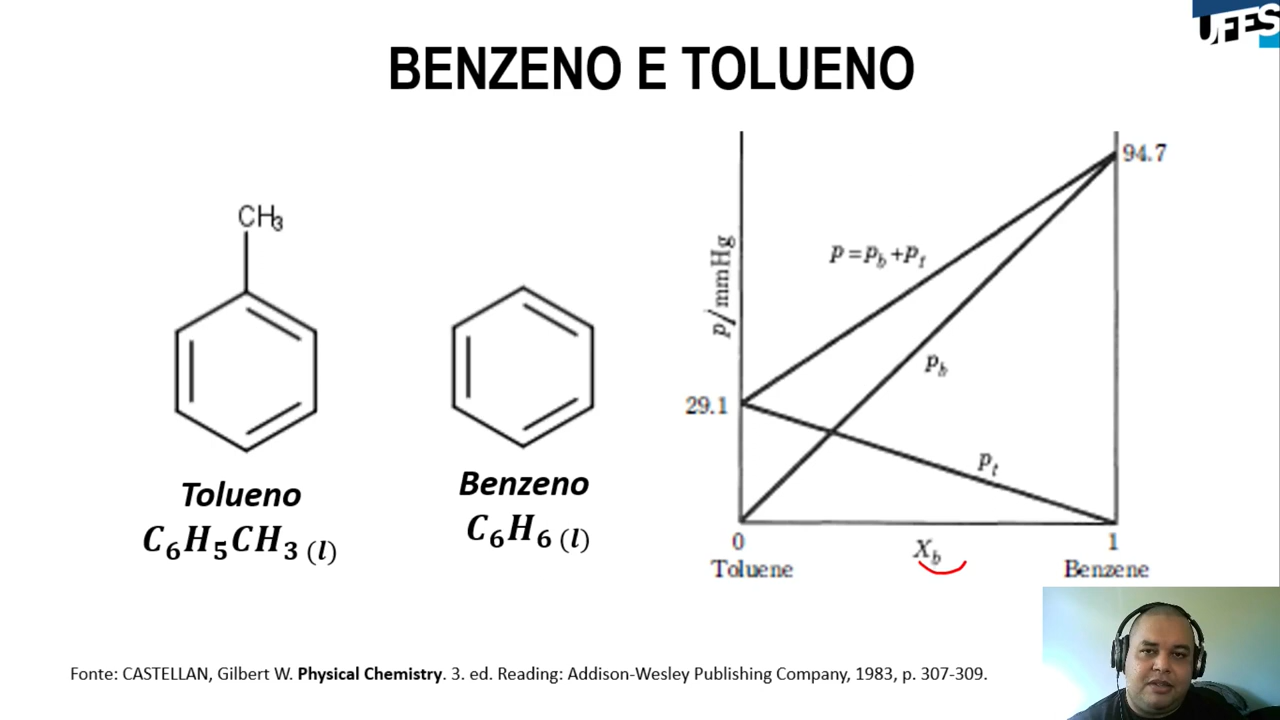 UFES
BENZENO E TOLUENO
CH₃
Tolueno
C₆H₅CH₃ (l)
Benzeno
C₆H₆ (l)
94.7
p = p_b + p_t
p/mmHg
p_b
29.1
p_t
0
X_b
1
Toluene
Benzene
Fonte: CASTELLAN, Gilbert W. Physical Chemistry. 3. ed. Reading: Addison-Wesley Publishing Company, 1983, p. 307-309.